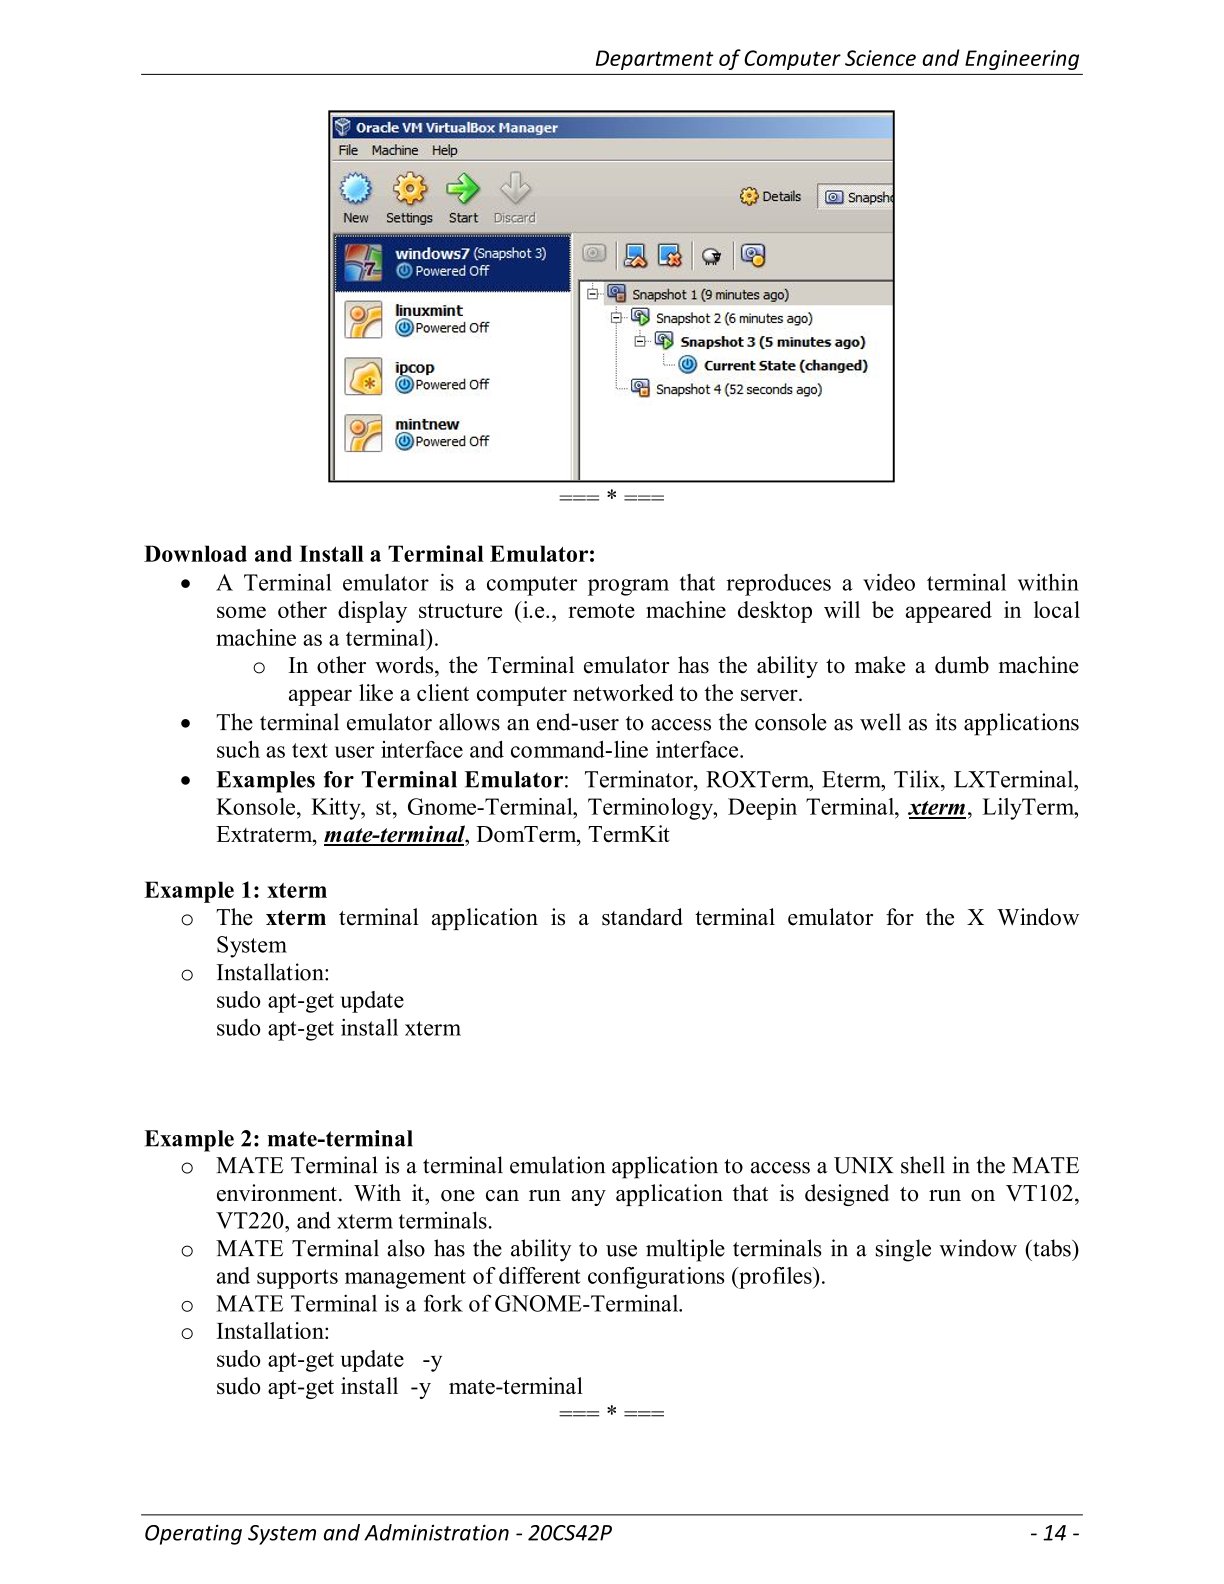 Department of Computer Science and Engineering
Oracle VM VirtualBox Manager
File Machine Help
New Settings Start Discard
Details
Snapsho
windows7 (Snapshot 3)
Powered Off
linuxmint
Powered Off
ipcop
Powered Off
mintnew
Powered Off
Snapshot 1 (9 minutes ago)
Snapshot 2 (6 minutes ago)
Snapshot 3 (5 minutes ago)
Current State (changed)
Snapshot 4 (52 seconds ago)
=== * ===
Download and Install a Terminal Emulator:
• A Terminal emulator is a computer program that reproduces a video terminal within
some other display structure (i.e., remote machine desktop will be appeared in local
machine as a terminal).
o In other words, the Terminal emulator has the ability to make a dumb machine
appear like a client computer networked to the server.
• The terminal emulator allows an end-user to access the console as well as its applications
such as text user interface and command-line interface.
• Examples for Terminal Emulator: Terminator, ROXTerm, Eterm, Tilix, LXTerminal,
Konsole, Kitty, st, Gnome-Terminal, Terminology, Deepin Terminal, xterm, LilyTerm,
Extraterm, mate-terminal, DomTerm, TermKit
Example 1: xterm
o The xterm terminal application is a standard terminal emulator for the X Window
System
o Installation:
sudo apt-get update
sudo apt-get install xterm
Example 2: mate-terminal
o MATE Terminal is a terminal emulation application to access a UNIX shell in the MATE
environment. With it, one can run any application that is designed to run on VT102,
VT220, and xterm terminals.
o MATE Terminal also has the ability to use multiple terminals in a single window (tabs)
and supports management of different configurations (profiles).
o MATE Terminal is a fork of GNOME-Terminal.
o Installation:
sudo apt-get update -y
sudo apt-get install -y mate-terminal
=== * ===
Operating System and Administration - 20CS42P - 14 -